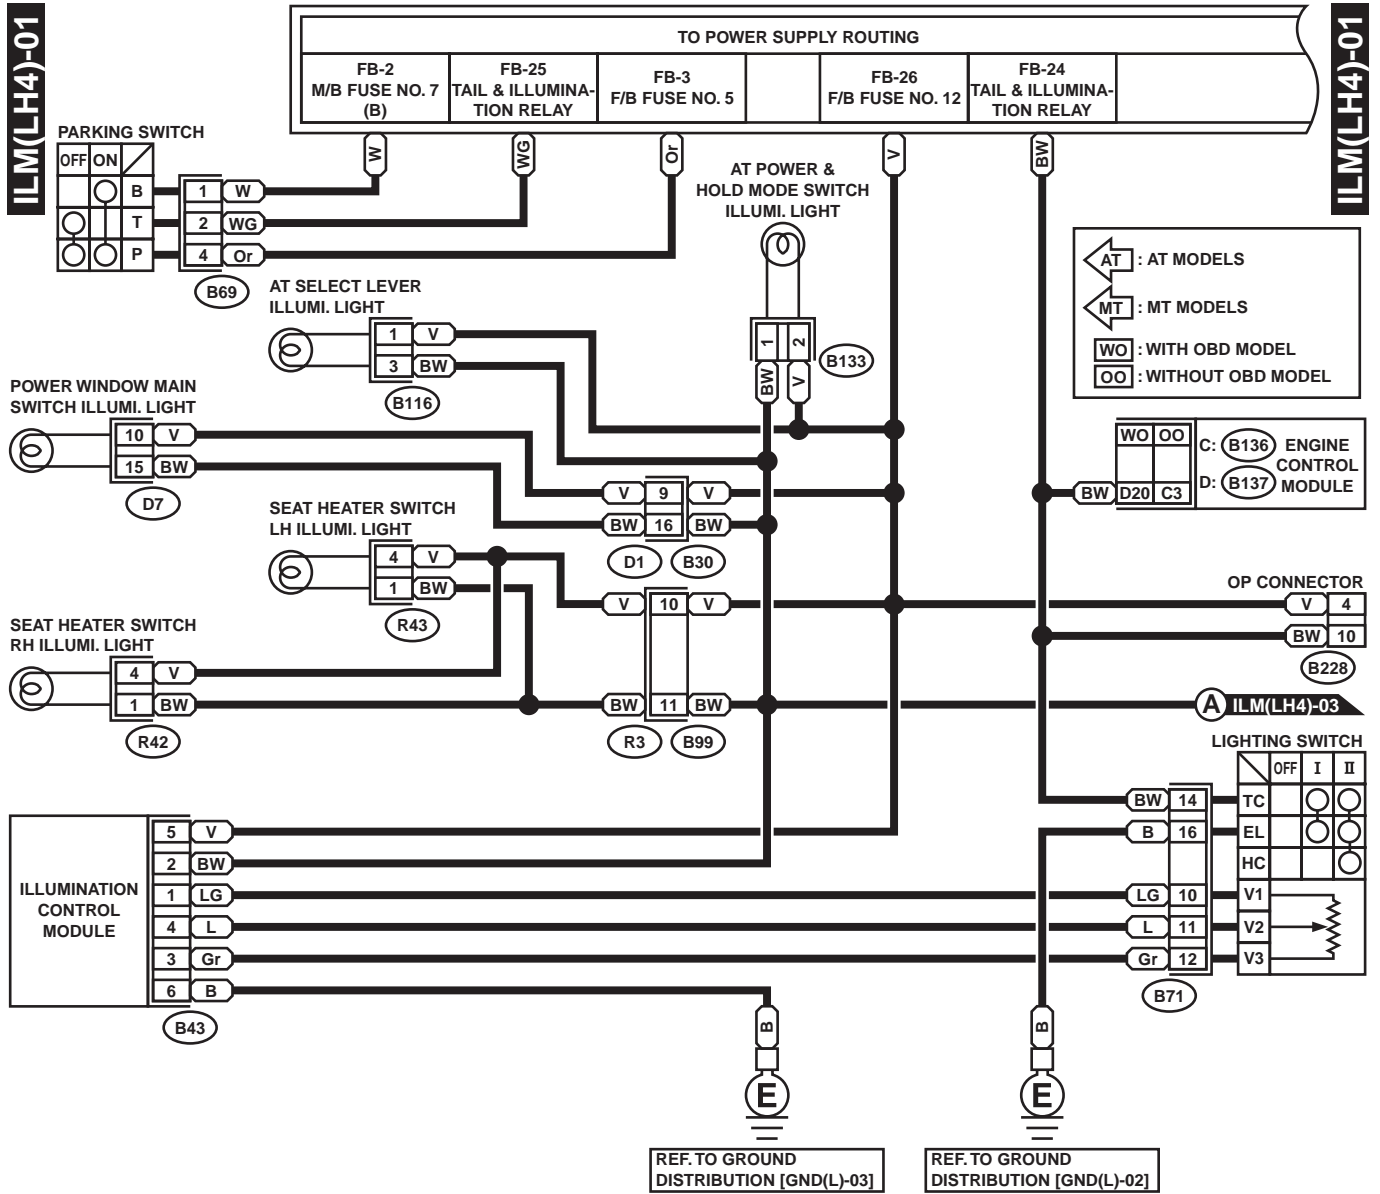 ILM(LH4)-01
ILM(LH4)-01
TO POWER SUPPLY ROUTING
FB-2
M/B FUSE NO. 7
(B)
FB-25
TAIL & ILLUMINA-
TION RELAY
FB-3
F/B FUSE NO. 5
FB-26
F/B FUSE NO. 12
FB-24
TAIL & ILLUMINA-
TION RELAY
W
WG
Or
V
BW
PARKING SWITCH
OFF ON
B 1 W
T 2 WG
P 4 Or
B69
AT POWER &
HOLD MODE SWITCH
ILLUMI. LIGHT
1 2
BW V
B133
AT : AT MODELS
MT : MT MODELS
WO : WITH OBD MODEL
OO : WITHOUT OBD MODEL
AT SELECT LEVER
ILLUMI. LIGHT
1 V
3 BW
B116
POWER WINDOW MAIN
SWITCH ILLUMI. LIGHT
10 V
15 BW
D7
WO OO
BW D20 C3
C: B136
D: B137
ENGINE
CONTROL
MODULE
V 9 V
BW 16 BW
D1 B30
SEAT HEATER SWITCH
LH ILLUMI. LIGHT
4 V
1 BW
R43
V 10 V
BW 11 BW
R3 B99
OP CONNECTOR
V 4
BW 10
B228
SEAT HEATER SWITCH
RH ILLUMI. LIGHT
4 V
1 BW
R42
A ILM(LH4)-03
LIGHTING SWITCH
OFF I II
BW 14 TC
B 16 EL
HC
LG 10 V1
L 11 V2
Gr 12 V3
B71
ILLUMINATION
CONTROL
MODULE
5 V
2 BW
1 LG
4 L
3 Gr
6 B
B43
B
E
REF. TO GROUND
DISTRIBUTION [GND(L)-03]
B
E
REF. TO GROUND
DISTRIBUTION [GND(L)-02]